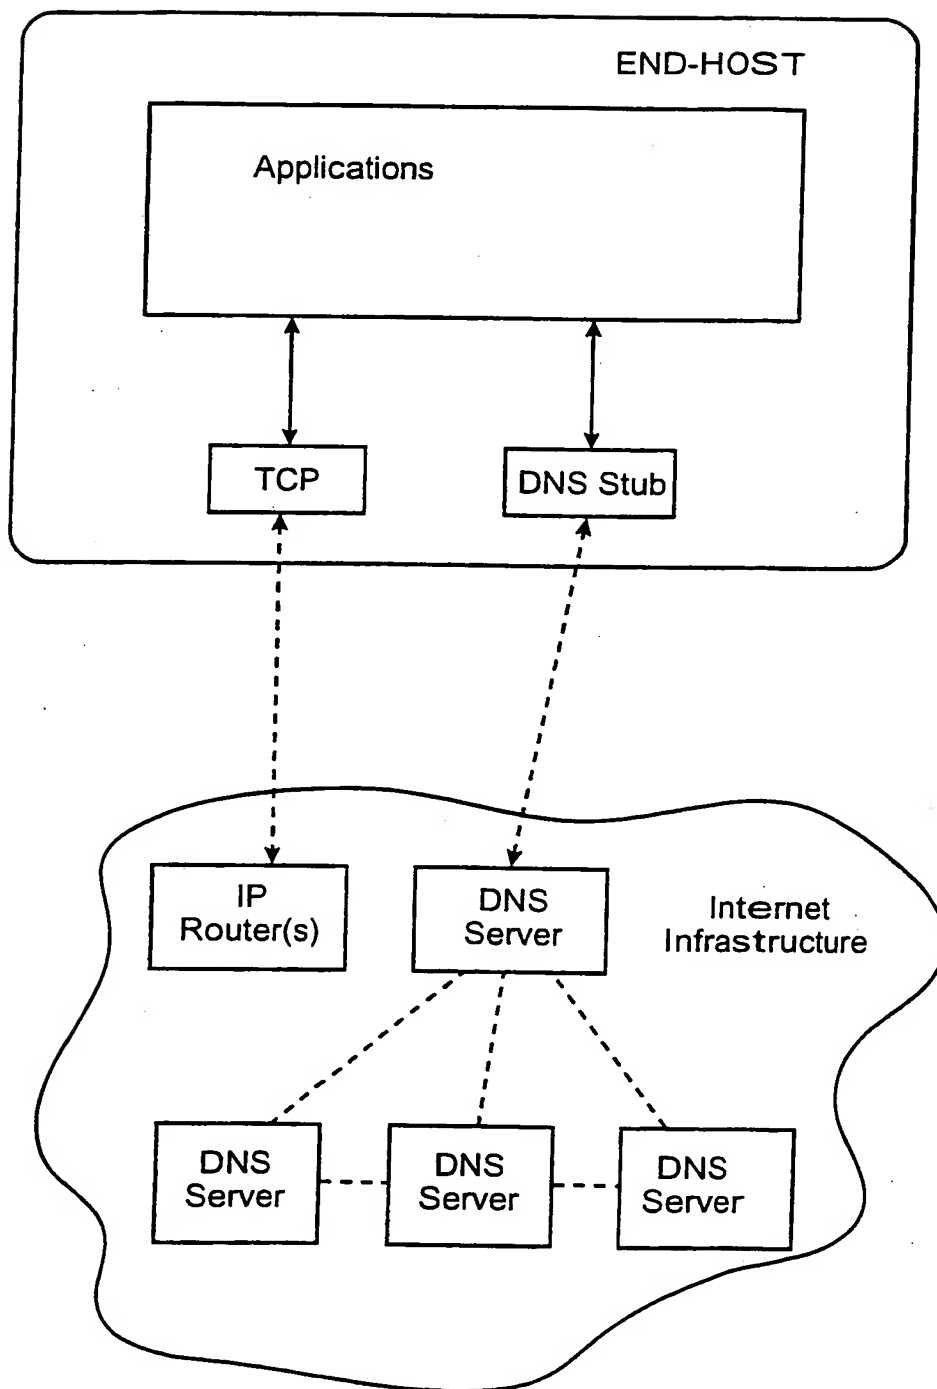 END-HOST
Applications
TCP
DNS Stub
IP
Router(s)
DNS
Server
Internet
Infrastructure
DNS
Server
DNS
Server
DNS
Server